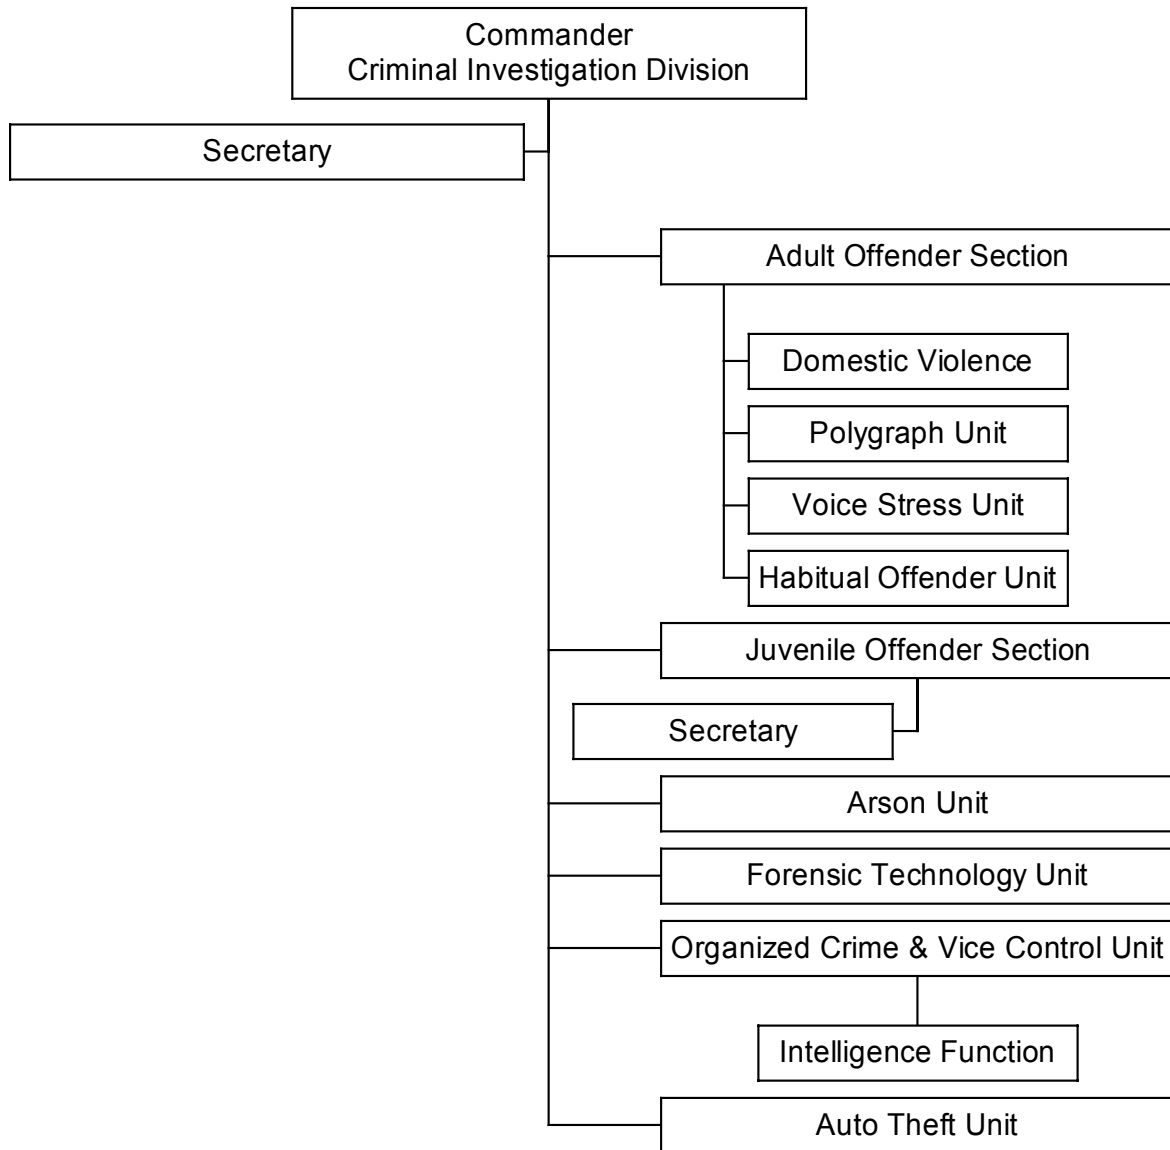 Commander
Criminal Investigation Division
Secretary
Adult Offender Section
Domestic Violence
Polygraph Unit
Voice Stress Unit
Habitual Offender Unit
Juvenile Offender Section
Secretary
Arson Unit
Forensic Technology Unit
Organized Crime & Vice Control Unit
Intelligence Function
Auto Theft Unit